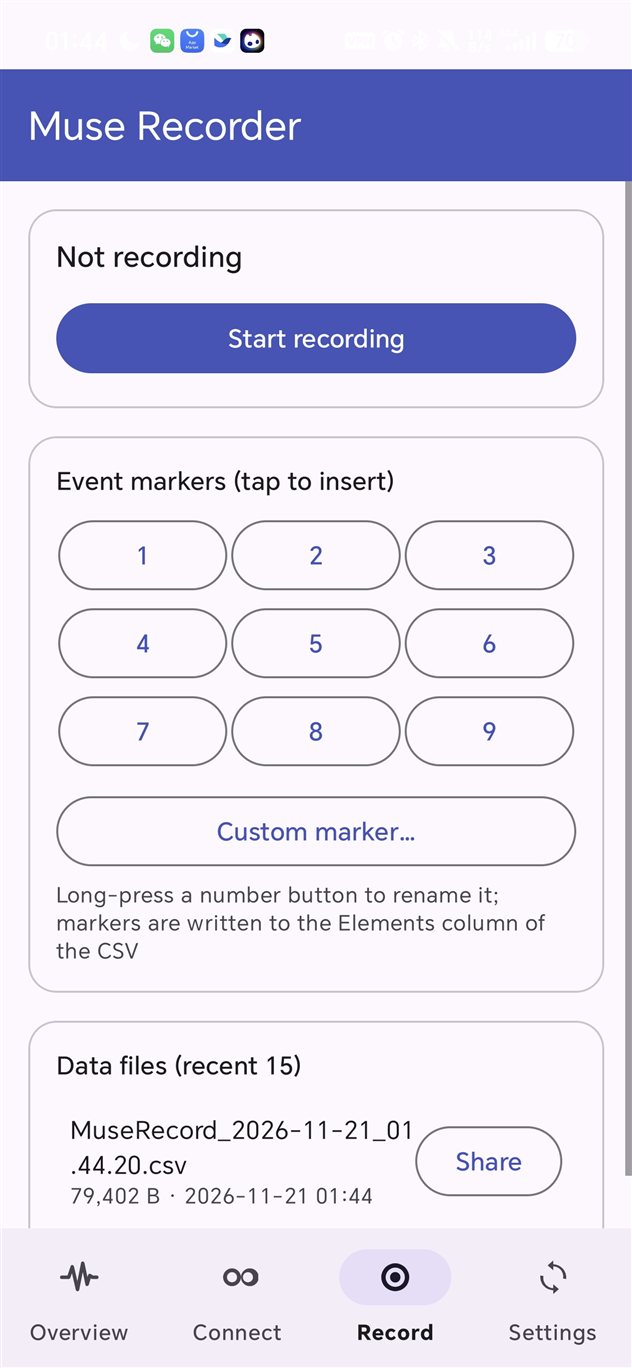 01:44
Muse Recorder
Not recording
Start recording
Event markers (tap to insert)
1 2 3
4 5 6
7 8 9
Custom marker...
Long-press a number button to rename it;
markers are written to the Elements column of
the CSV
Data files (recent 15)
MuseRecord_2026-11-21_01
.44.20.csv
79,402 B · 2026-11-21 01:44
Share
Overview Connect Record Settings